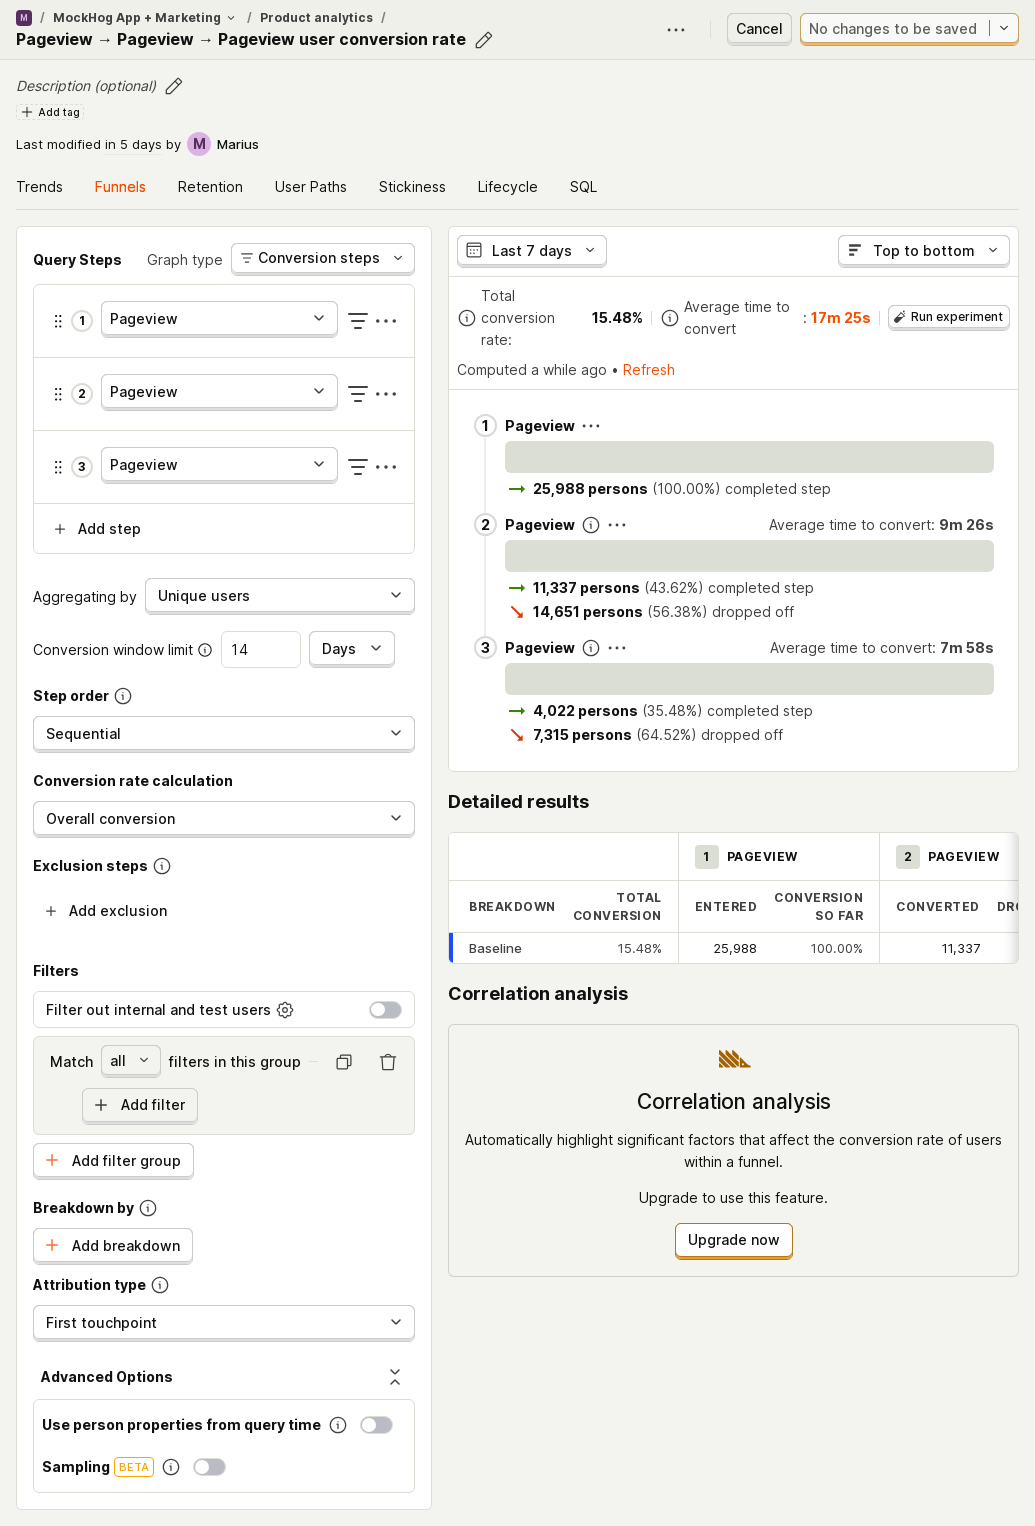 M / MockHog App + Marketing / Product analytics /
Pageview → Pageview → Pageview user conversion rate
Cancel
No changes to be saved
Description (optional)
Add tag
Last modified in 5 days by M Marius
Trends Funnels Retention User Paths Stickiness Lifecycle SQL
Query Steps Graph type Conversion steps
1 Pageview
2 Pageview
3 Pageview
Add step
Aggregating by Unique users
Conversion window limit 14 Days
Step order
Sequential
Conversion rate calculation
Overall conversion
Exclusion steps
Add exclusion
Filters
Filter out internal and test users
Match all filters in this group
Add filter
Add filter group
Breakdown by
Add breakdown
Attribution type
First touchpoint
Advanced Options
Use person properties from query time
Sampling BETA
Last 7 days Top to bottom
Total
conversion
rate:
15.48%
Average time to
convert
: 17m 25s
Run experiment
Computed a while ago • Refresh
1 Pageview
25,988 persons (100.00%) completed step
2 Pageview Average time to convert: 9m 26s
11,337 persons (43.62%) completed step
14,651 persons (56.38%) dropped off
3 Pageview Average time to convert: 7m 58s
4,022 persons (35.48%) completed step
7,315 persons (64.52%) dropped off
Detailed results
1 PAGEVIEW 2 PAGEVIEW
BREAKDOWN
TOTAL
CONVERSION
ENTERED
CONVERSION
SO FAR
CONVERTED
Baseline 15.48% 25,988 100.00% 11,337
Correlation analysis
Correlation analysis
Automatically highlight significant factors that affect the conversion rate of users
within a funnel.
Upgrade to use this feature.
Upgrade now